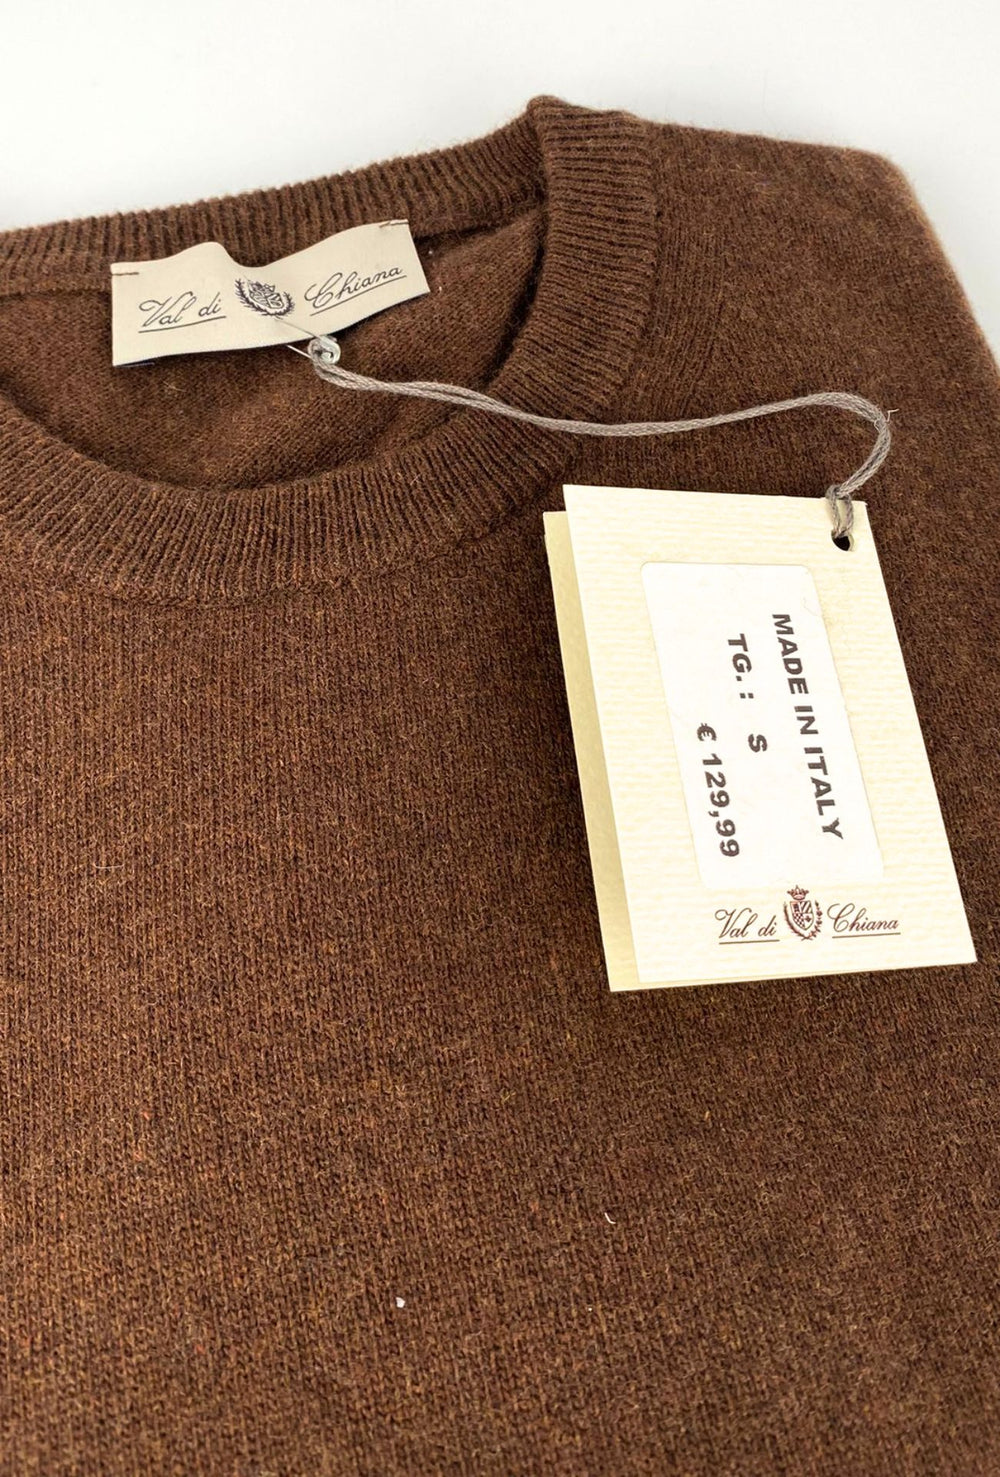 Val di Chiana
MADE IN ITALY
TG. : S
€ 129,99
Val di Chiana